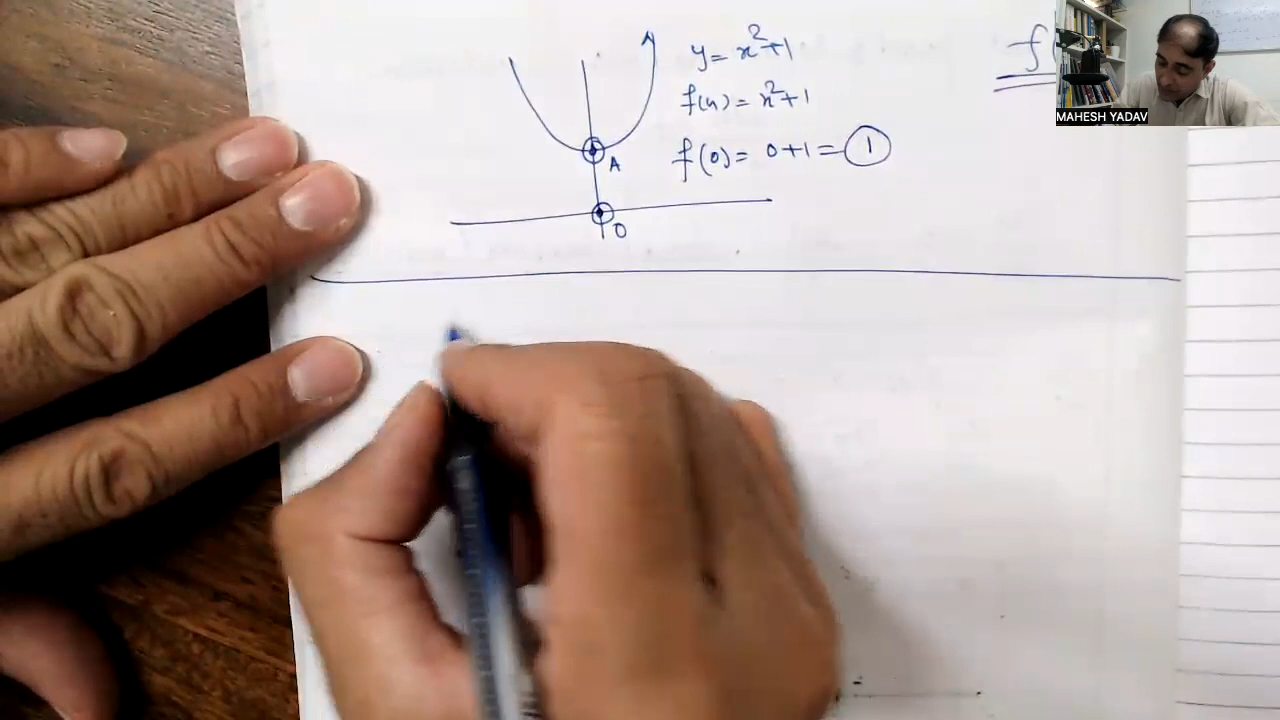 y = x²+1
f(x) = x²+1
f(0) = 0+1 = 1
A
O
f(
MAHESH YADAV